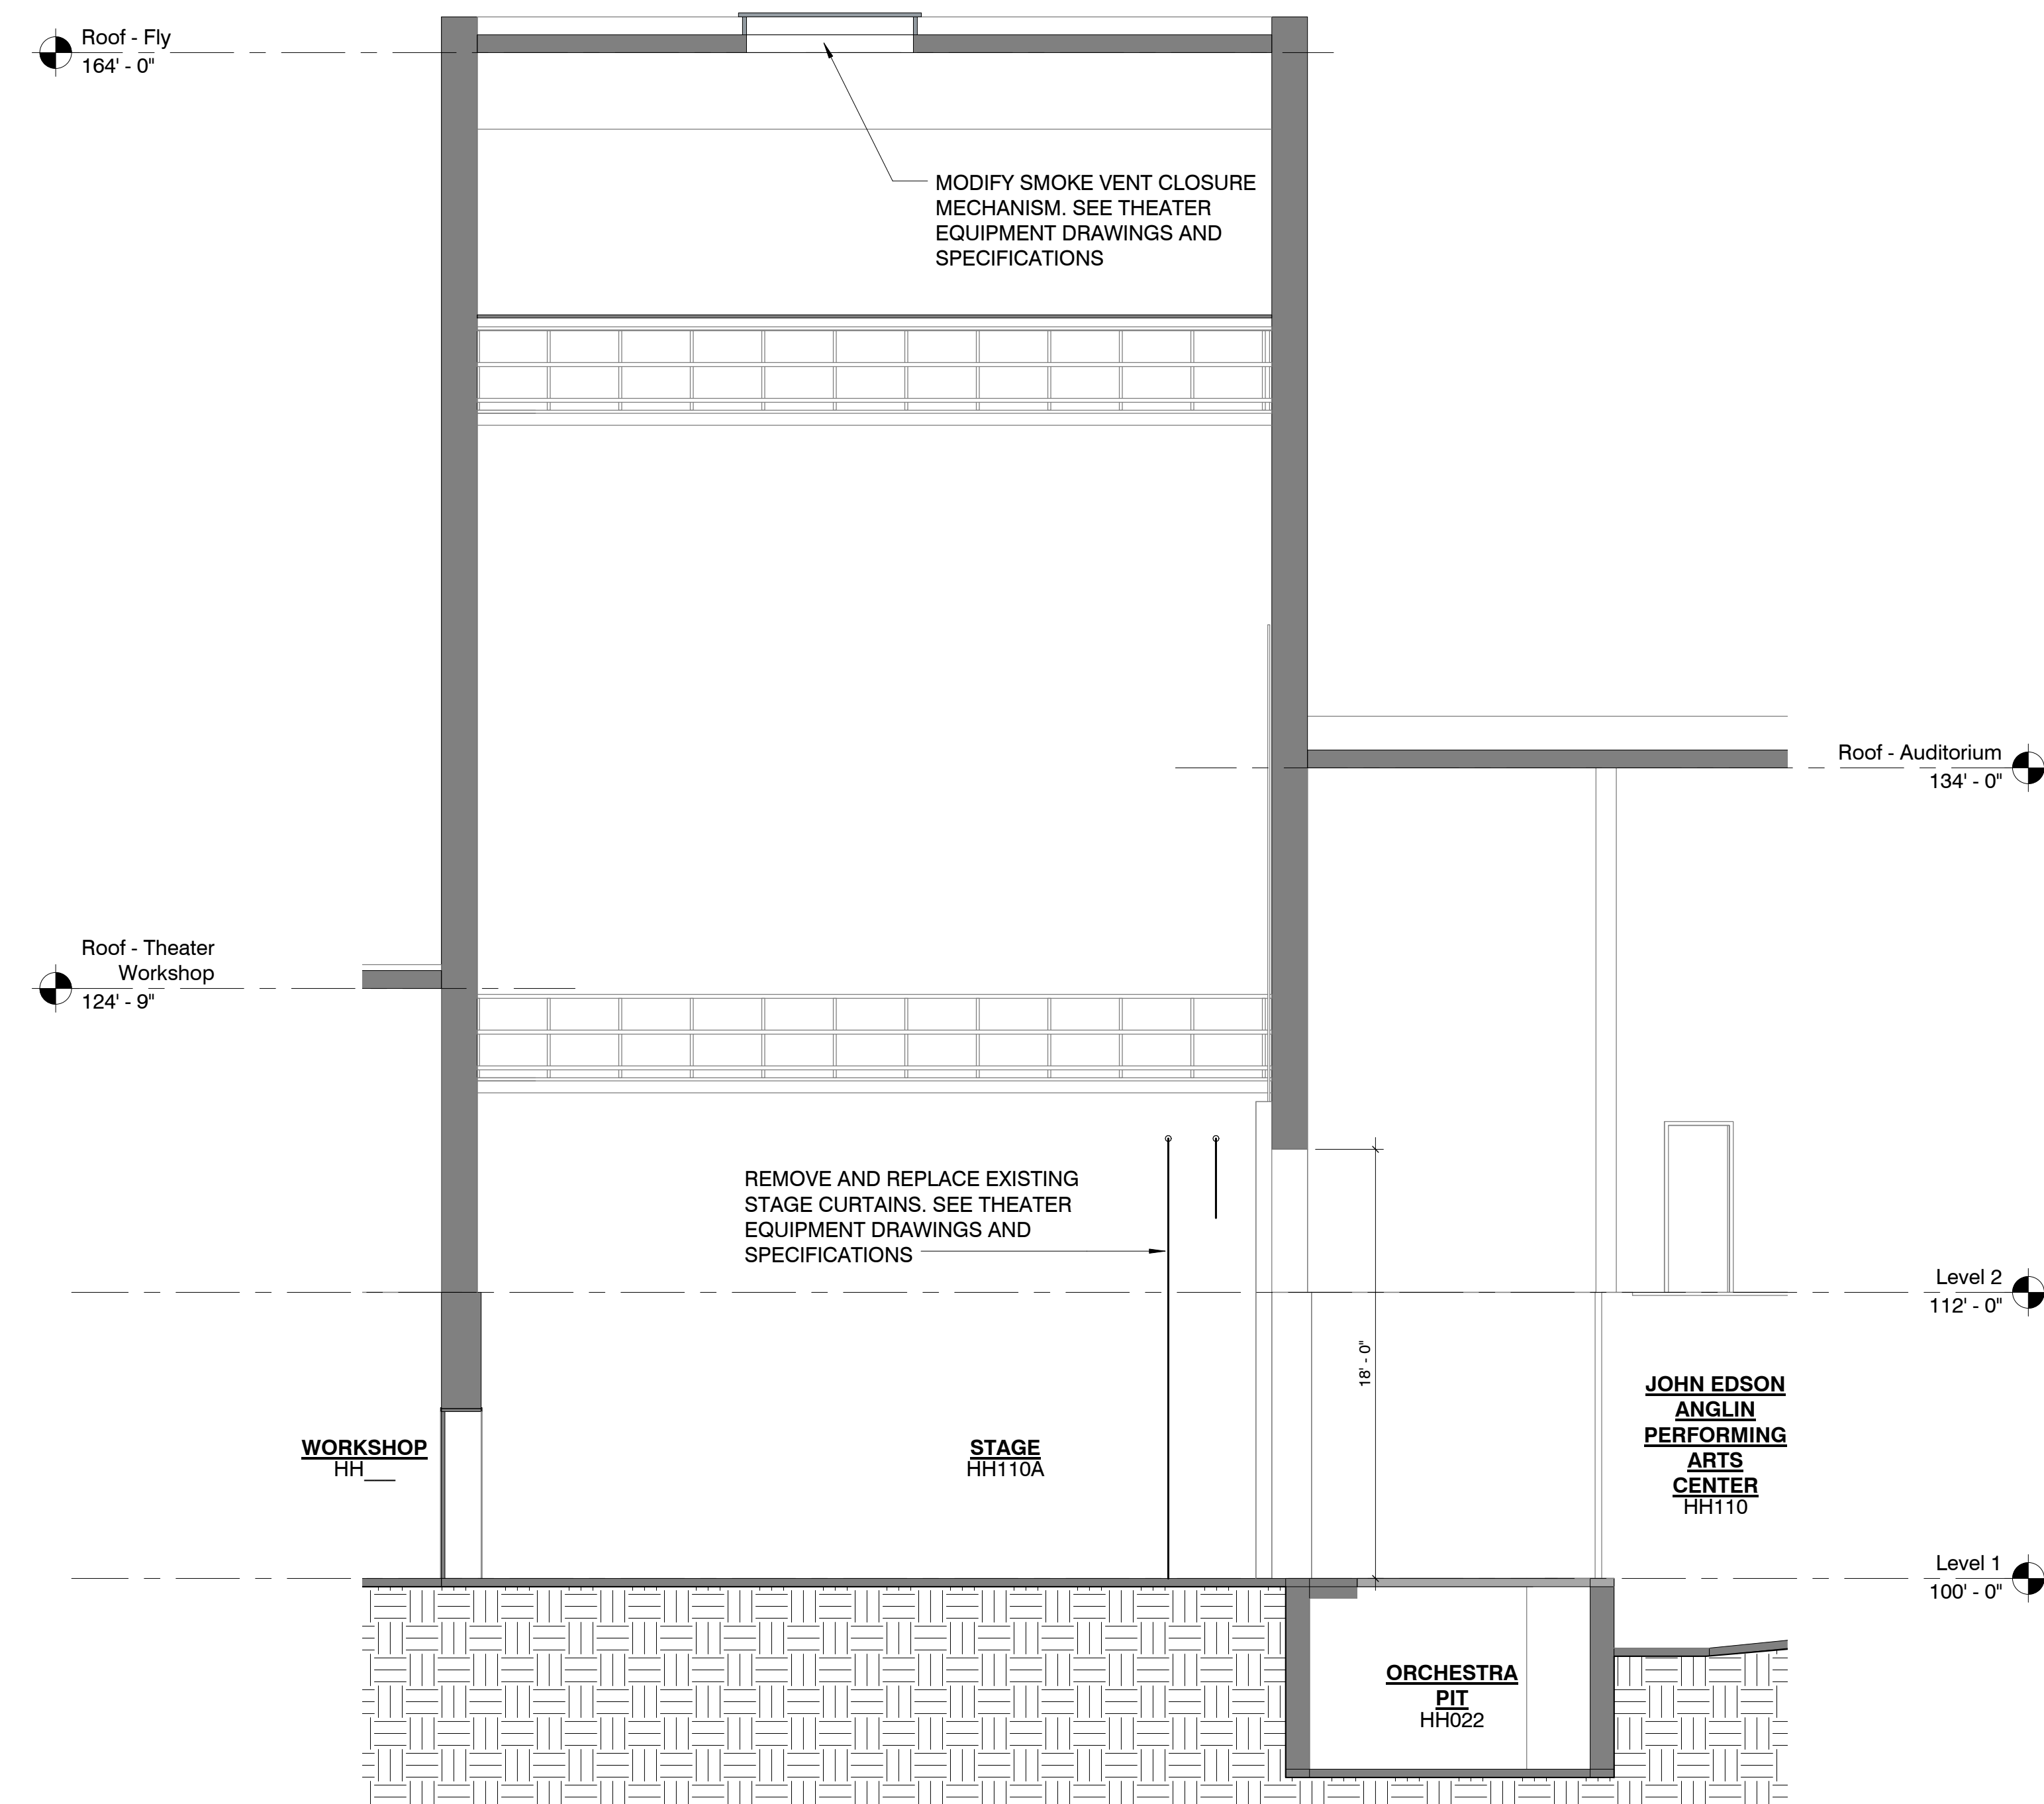 Roof - Fly
164' - 0"
MODIFY SMOKE VENT CLOSURE
MECHANISM. SEE THEATER
EQUIPMENT DRAWINGS AND
SPECIFICATIONS
Roof - Auditorium
134' - 0"
Roof - Theater
Workshop
124' - 9"
REMOVE AND REPLACE EXISTING
STAGE CURTAINS. SEE THEATER
EQUIPMENT DRAWINGS AND
SPECIFICATIONS
Level 2
112' - 0"
18' - 0"
JOHN EDSON
ANGLIN
PERFORMING
ARTS
CENTER
HH110
WORKSHOP
HH___
STAGE
HH110A
Level 1
100' - 0"
ORCHESTRA
PIT
HH022